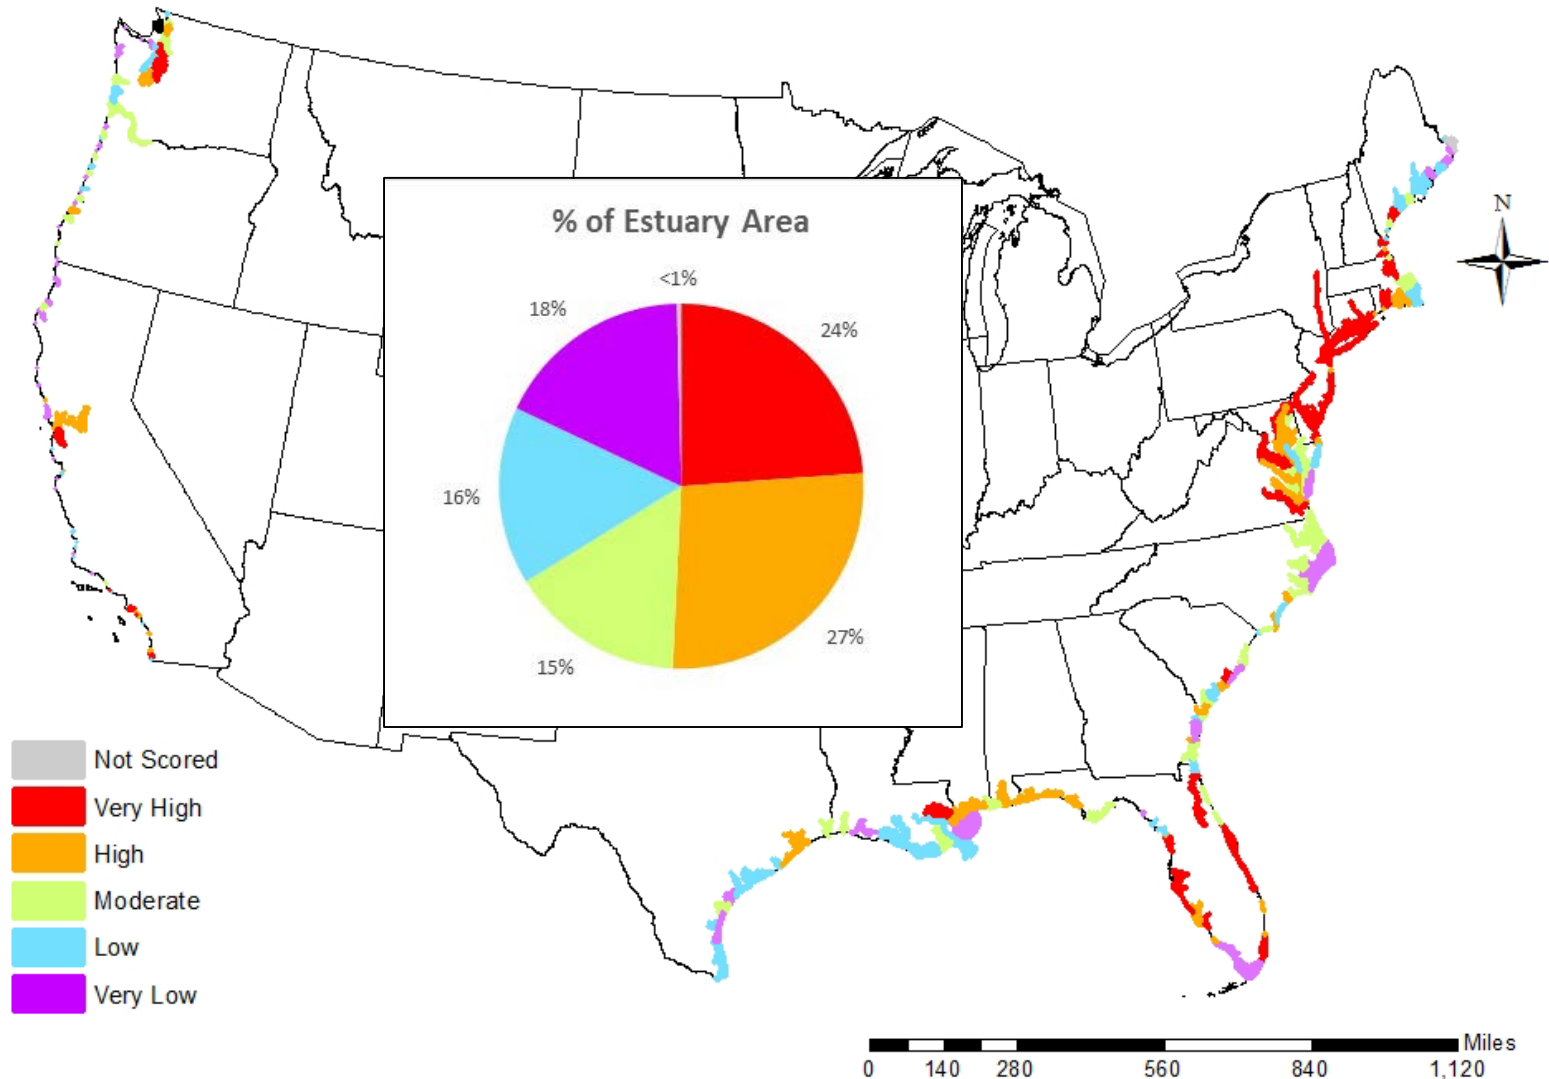 N
% of Estuary Area
<1%
18%
24%
16%
27%
15%
Not Scored
Very High
High
Moderate
Low
Very Low
Miles
0 140 280 560 840 1,120